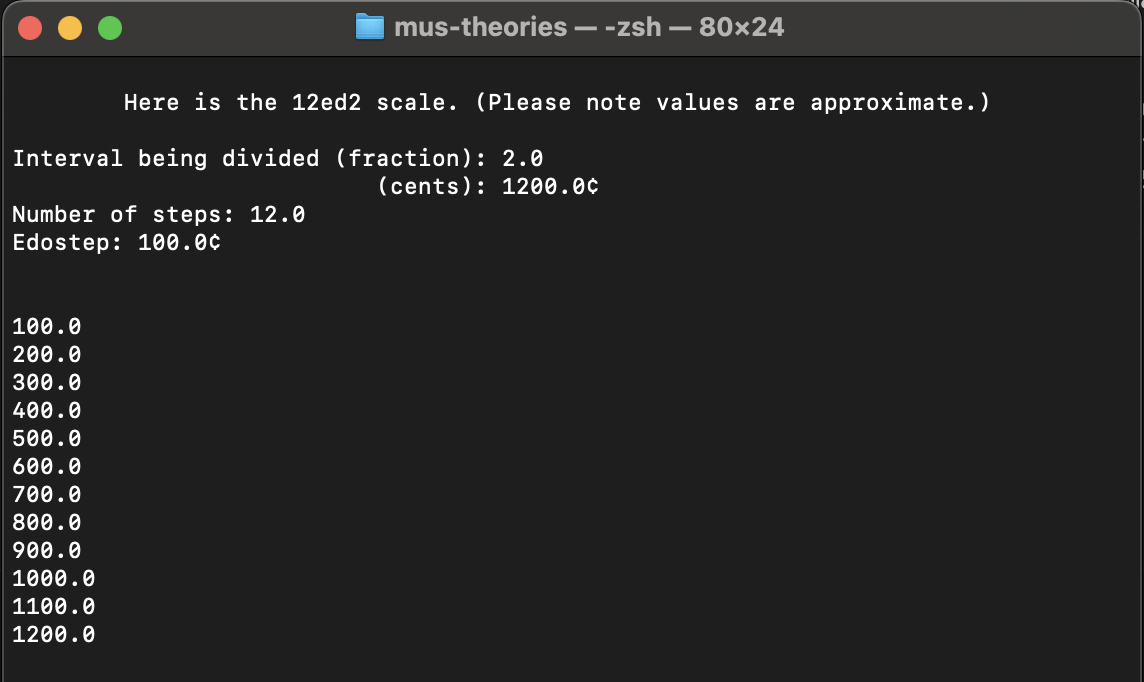 mus-theories — -zsh — 80×24
Here is the 12ed2 scale. (Please note values are approximate.)
Interval being divided (fraction): 2.0
(cents): 1200.0¢
Number of steps: 12.0
Edostep: 100.0¢
100.0
200.0
300.0
400.0
500.0
600.0
700.0
800.0
900.0
1000.0
1100.0
1200.0